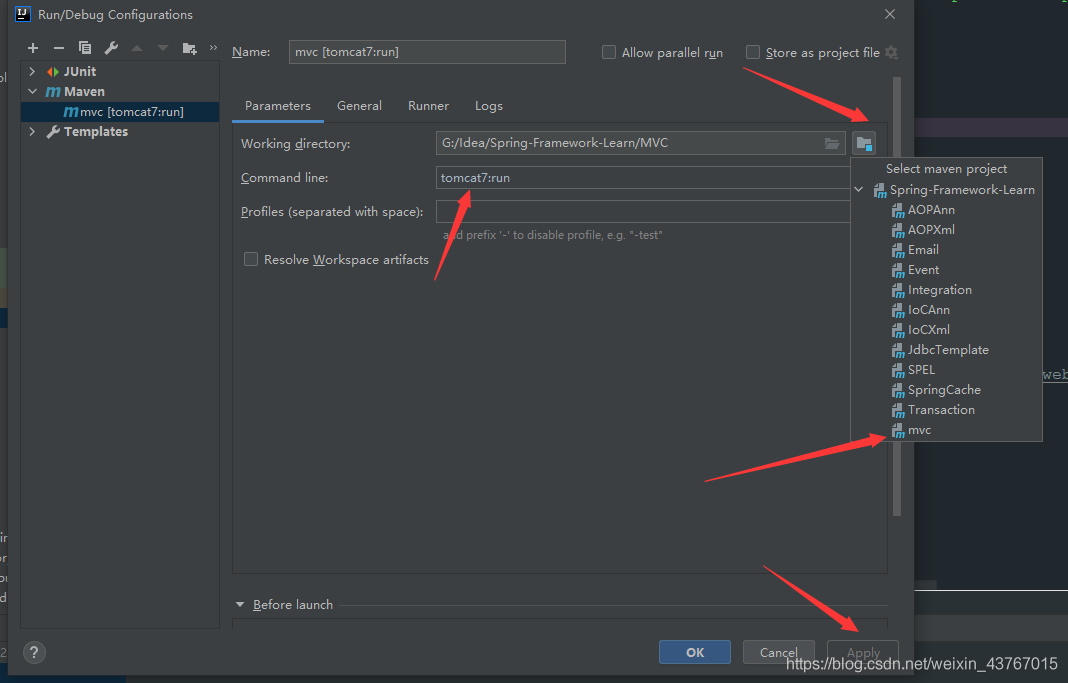 Run/Debug Configurations
Name: mvc [tomcat7:run]
Allow parallel run
Store as project file
JUnit
Maven
mvc [tomcat7:run]
Templates
Parameters
General
Runner
Logs
Working directory: G:/Idea/Spring-Framework-Learn/MVC
Command line: tomcat7:run
Profiles (separated with space):
add prefix '-' to disable profile, e.g. "-test"
Resolve Workspace artifacts
Select maven project
Spring-Framework-Learn
AOPAnn
AOPXml
Email
Event
Integration
IoCAnn
IoCXml
JdbcTemplate
SPEL
SpringCache
Transaction
mvc
web
Before launch
?
OK
Cancel
Apply
https://blog.csdn.net/weixin_43767015